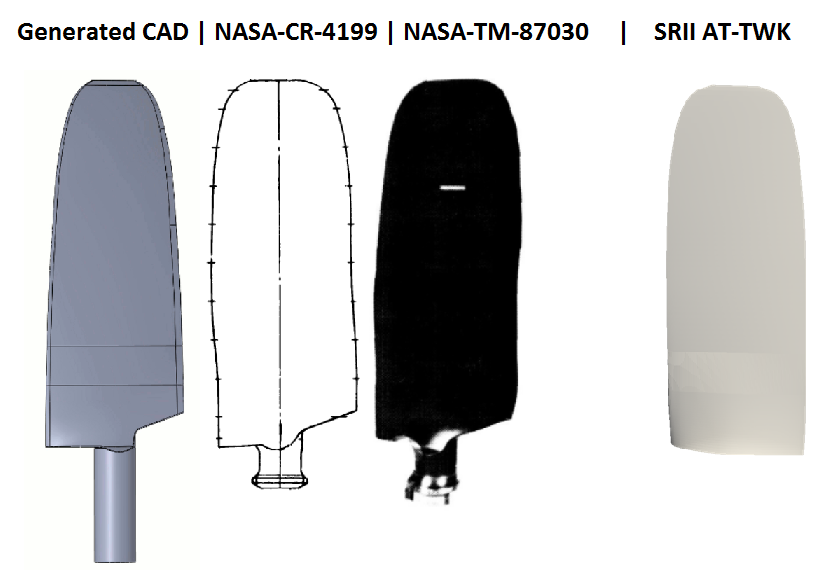 Generated CAD | NASA-CR-4199 | NASA-TM-87030 | SRII AT-TWK